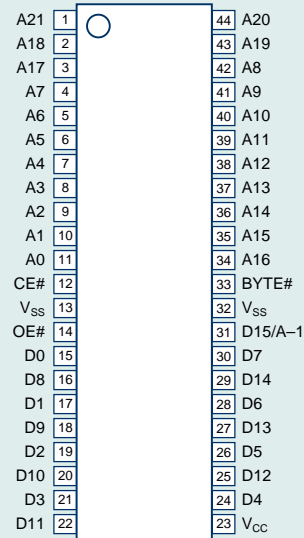 A21 1 44 A20
A18 2 43 A19
A17 3 42 A8
A7 4 41 A9
A6 5 40 A10
A5 6 39 A11
A4 7 38 A12
A3 8 37 A13
A2 9 36 A14
A1 10 35 A15
A0 11 34 A16
CE# 12 33 BYTE#
VSS 13 32 VSS
OE# 14 31 D15/A–1
D0 15 30 D7
D8 16 29 D14
D1 17 28 D6
D9 18 27 D13
D2 19 26 D5
D10 20 25 D12
D3 21 24 D4
D11 22 23 VCC